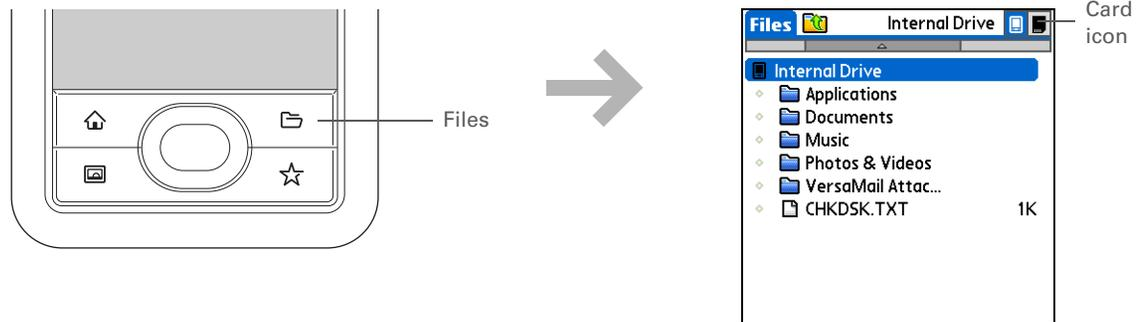 Files
Files
Internal Drive
Card
icon
Internal Drive
Applications
Documents
Music
Photos & Videos
VersaMail Attac...
CHKDSK.TXT 1K